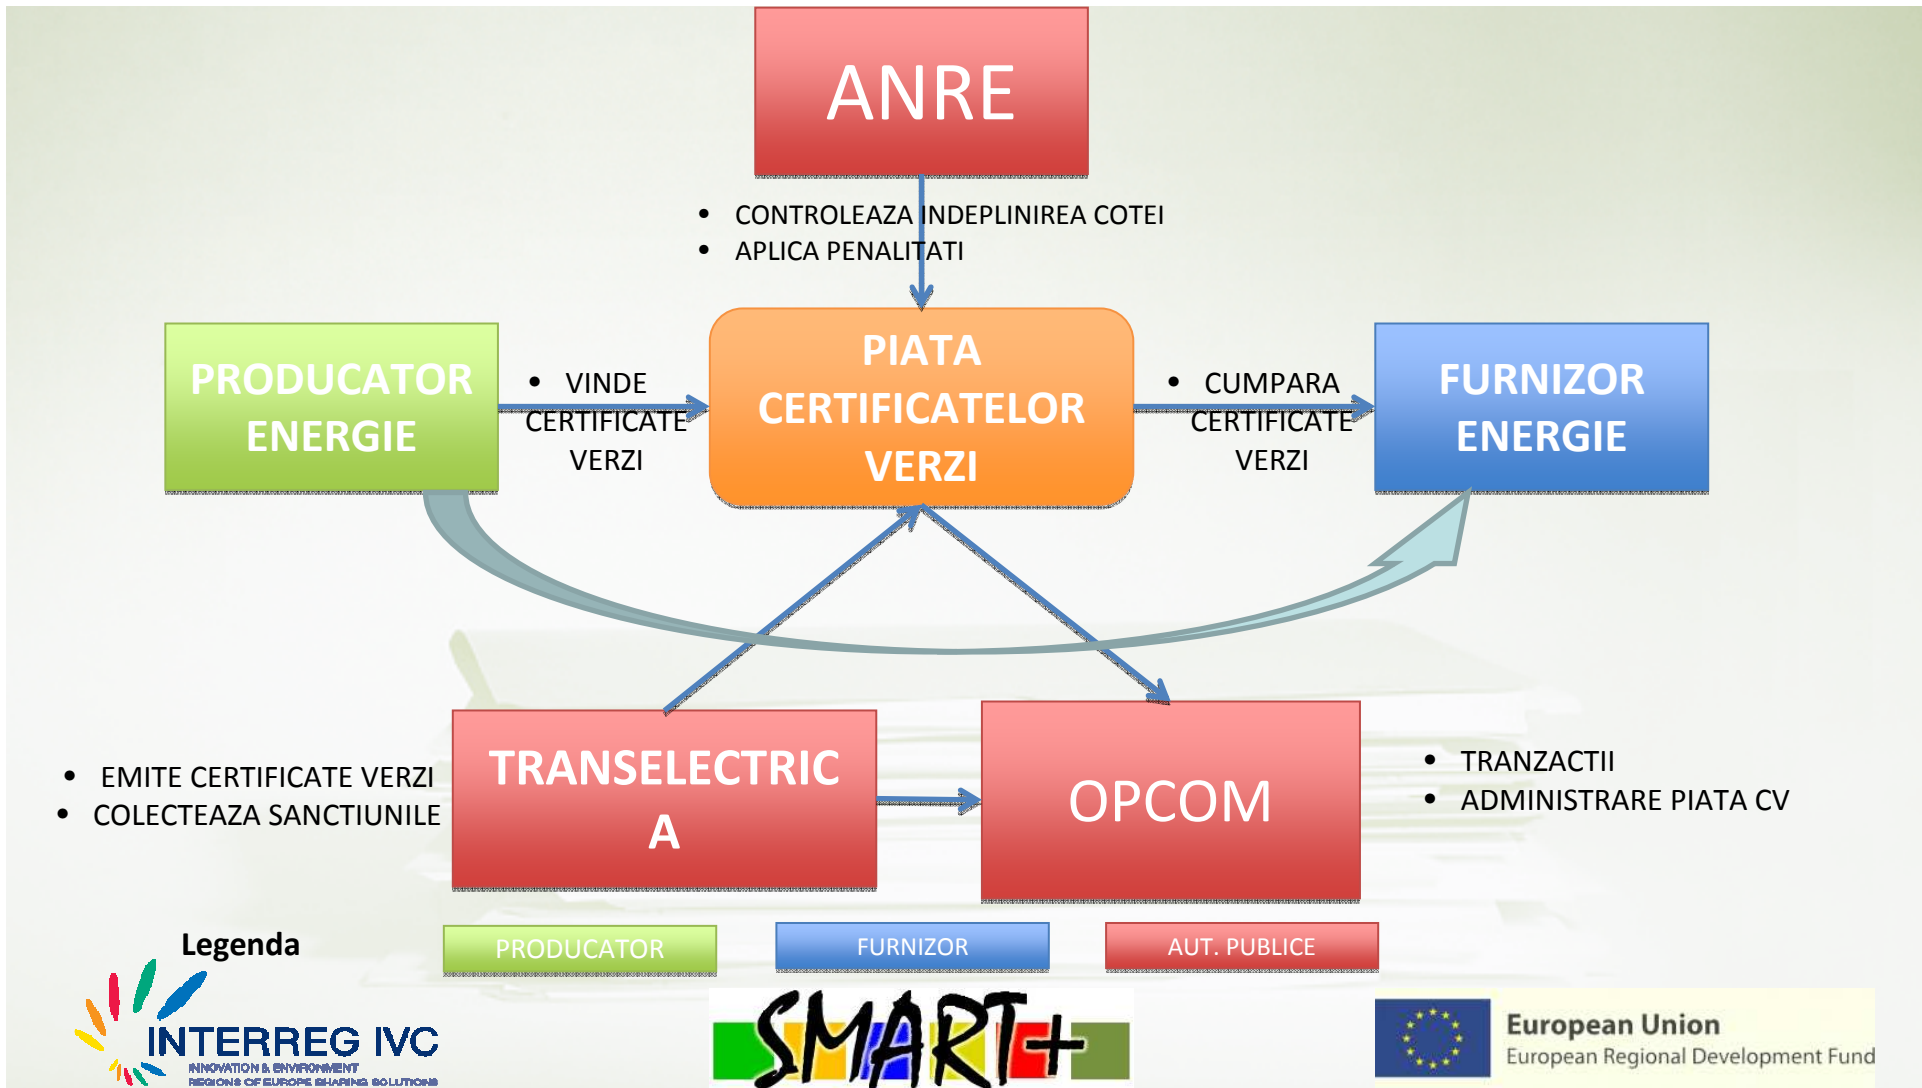 ANRE
• CONTROLEAZA INDEPLINIREA COTEI
• APLICA PENALITATI
PRODUCATOR
ENERGIE
• VINDE
CERTIFICATE
VERZI
PIATA
CERTIFICATELOR
VERZI
• CUMPARA
CERTIFICATE
VERZI
FURNIZOR
ENERGIE
• EMITE CERTIFICATE VERZI
• COLECTEAZA SANCTIUNILE
TRANSELECTRIC
A
OPCOM
• TRANZACTII
• ADMINISTRARE PIATA CV
Legenda
PRODUCATOR
FURNIZOR
AUT. PUBLICE
INTERREG IVC
INNOVATION & ENVIRONMENT
REGIONS OF EUROPE SHARING SOLUTIONS
SMART+
European Union
European Regional Development Fund